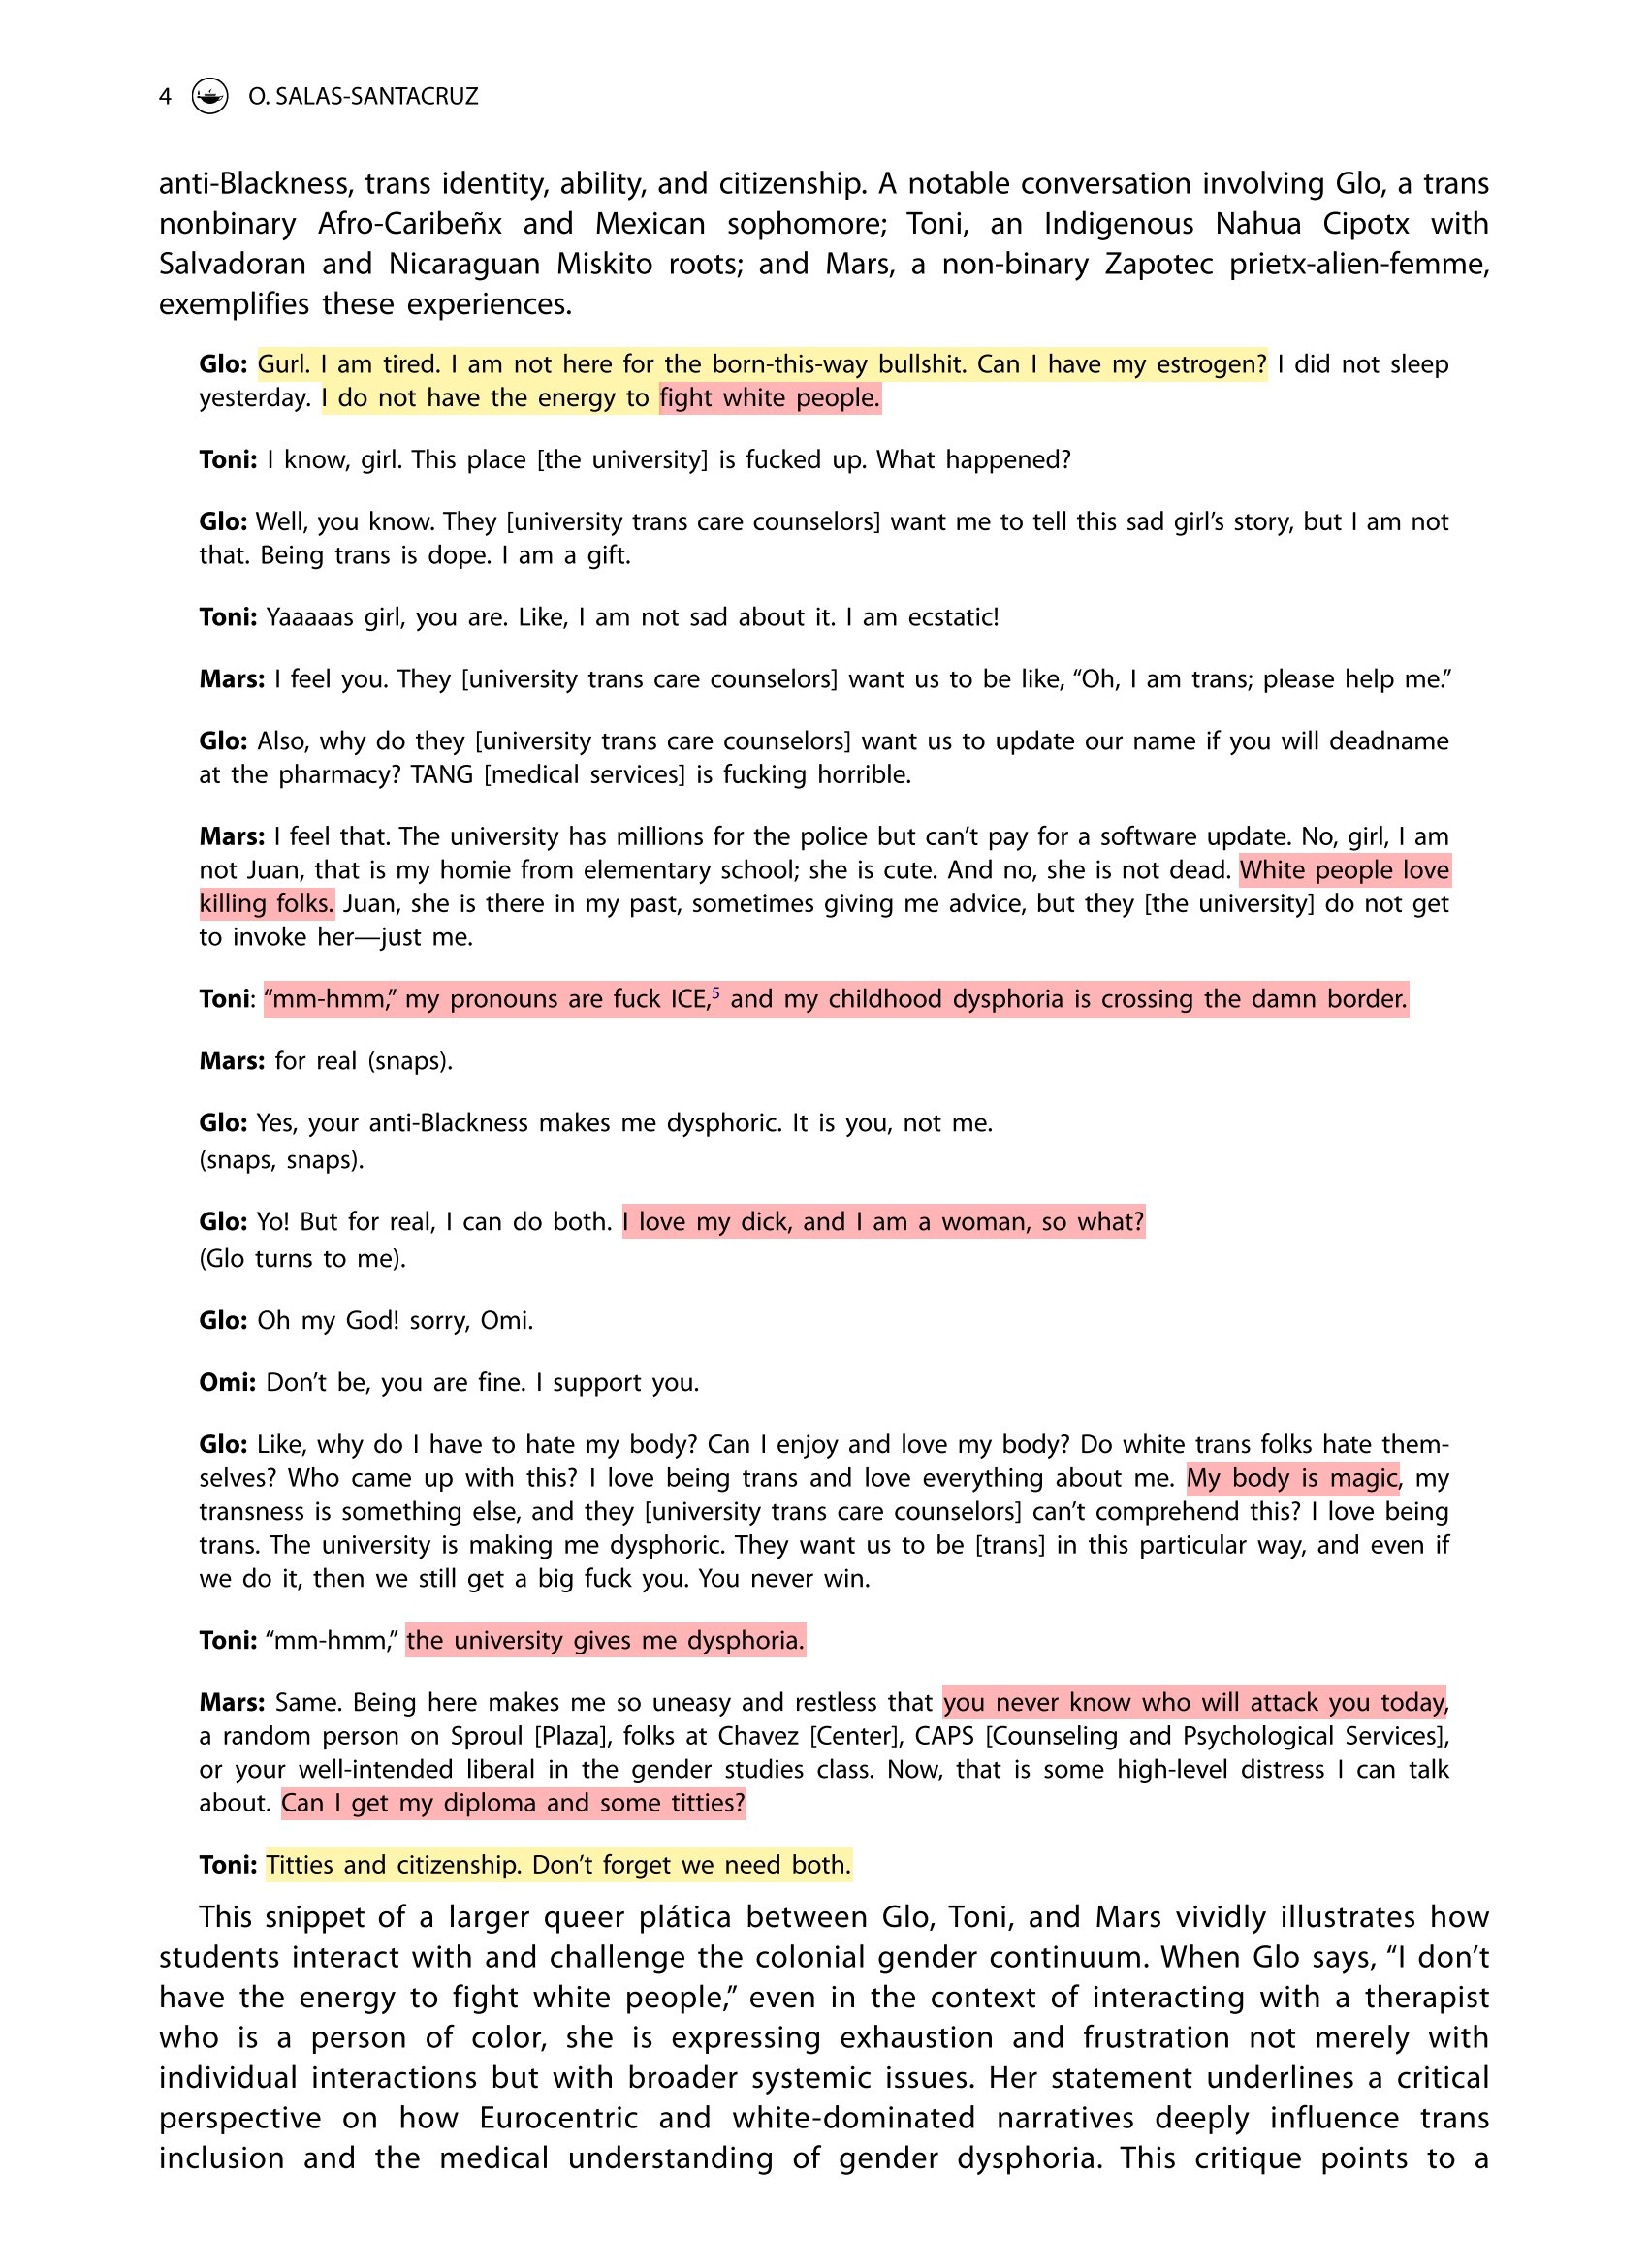 4 O. SALAS-SANTACRUZ
anti-Blackness, trans identity, ability, and citizenship. A notable conversation involving Glo, a trans
nonbinary Afro-Caribeñx and Mexican sophomore; Toni, an Indigenous Nahua Cipotx with
Salvadoran and Nicaraguan Miskito roots; and Mars, a non-binary Zapotec prietx-alien-femme,
exemplifies these experiences.
Glo: Gurl. I am tired. I am not here for the born-this-way bullshit. Can I have my estrogen? I did not sleep
yesterday. I do not have the energy to fight white people.
Toni: I know, girl. This place [the university] is fucked up. What happened?
Glo: Well, you know. They [university trans care counselors] want me to tell this sad girl’s story, but I am not
that. Being trans is dope. I am a gift.
Toni: Yaaaaas girl, you are. Like, I am not sad about it. I am ecstatic!
Mars: I feel you. They [university trans care counselors] want us to be like, “Oh, I am trans; please help me.”
Glo: Also, why do they [university trans care counselors] want us to update our name if you will deadname
at the pharmacy? TANG [medical services] is fucking horrible.
Mars: I feel that. The university has millions for the police but can’t pay for a software update. No, girl, I am
not Juan, that is my homie from elementary school; she is cute. And no, she is not dead. White people love
killing folks. Juan, she is there in my past, sometimes giving me advice, but they [the university] do not get
to invoke her—just me.
Toni: “mm-hmm,” my pronouns are fuck ICE,5 and my childhood dysphoria is crossing the damn border.
Mars: for real (snaps).
Glo: Yes, your anti-Blackness makes me dysphoric. It is you, not me.
(snaps, snaps).
Glo: Yo! But for real, I can do both. I love my dick, and I am a woman, so what?
(Glo turns to me).
Glo: Oh my God! sorry, Omi.
Omi: Don’t be, you are fine. I support you.
Glo: Like, why do I have to hate my body? Can I enjoy and love my body? Do white trans folks hate them-
selves? Who came up with this? I love being trans and love everything about me. My body is magic, my
transness is something else, and they [university trans care counselors] can’t comprehend this? I love being
trans. The university is making me dysphoric. They want us to be [trans] in this particular way, and even if
we do it, then we still get a big fuck you. You never win.
Toni: “mm-hmm,” the university gives me dysphoria.
Mars: Same. Being here makes me so uneasy and restless that you never know who will attack you today,
a random person on Sproul [Plaza], folks at Chavez [Center], CAPS [Counseling and Psychological Services],
or your well-intended liberal in the gender studies class. Now, that is some high-level distress I can talk
about. Can I get my diploma and some titties?
Toni: Titties and citizenship. Don’t forget we need both.
This snippet of a larger queer plática between Glo, Toni, and Mars vividly illustrates how
students interact with and challenge the colonial gender continuum. When Glo says, “I don’t
have the energy to fight white people,” even in the context of interacting with a therapist
who is a person of color, she is expressing exhaustion and frustration not merely with
individual interactions but with broader systemic issues. Her statement underlines a critical
perspective on how Eurocentric and white-dominated narratives deeply influence trans
inclusion and the medical understanding of gender dysphoria. This critique points to a